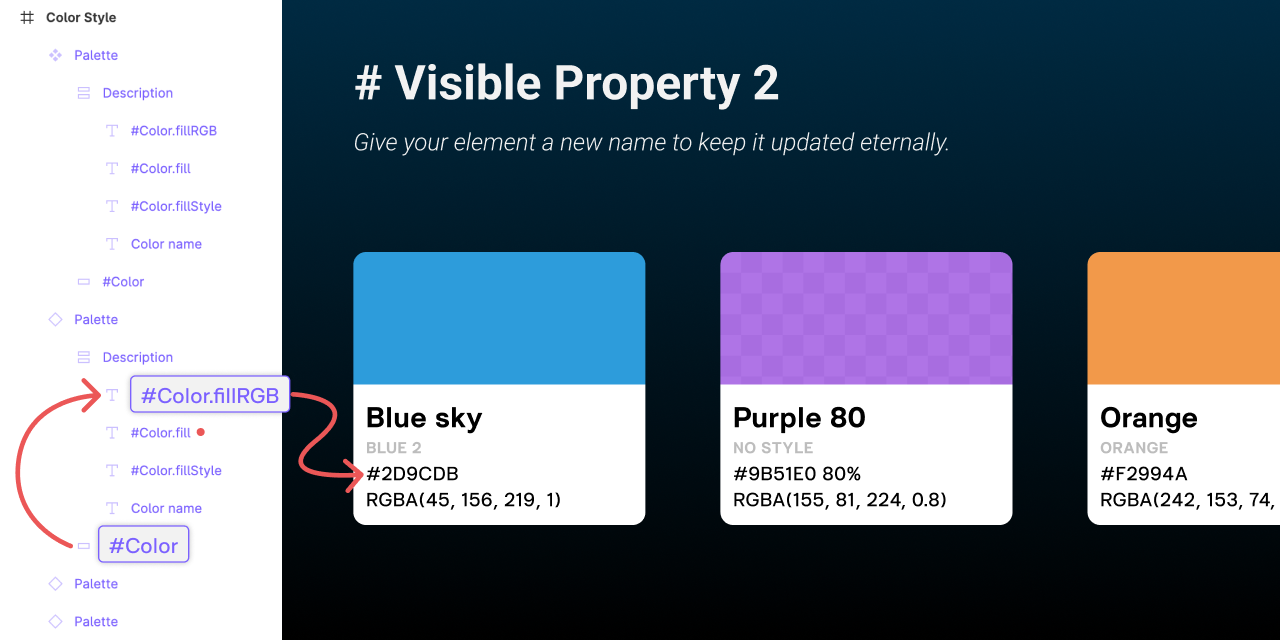 Color Style
Palette
Description
#Color.fillRGB
#Color.fill
#Color.fillStyle
Color name
#Color
Palette
Description
#Color.fillRGB
#Color.fill
#Color.fillStyle
Color name
#Color
Palette
Palette
# Visible Property 2
Give your element a new name to keep it updated eternally.
Blue sky
BLUE 2
#2D9CDB
RGBA(45, 156, 219, 1)
Purple 80
NO STYLE
#9B51E0 80%
RGBA(155, 81, 224, 0.8)
Orange
ORANGE
#F2994A
RGBA(242, 153, 74,